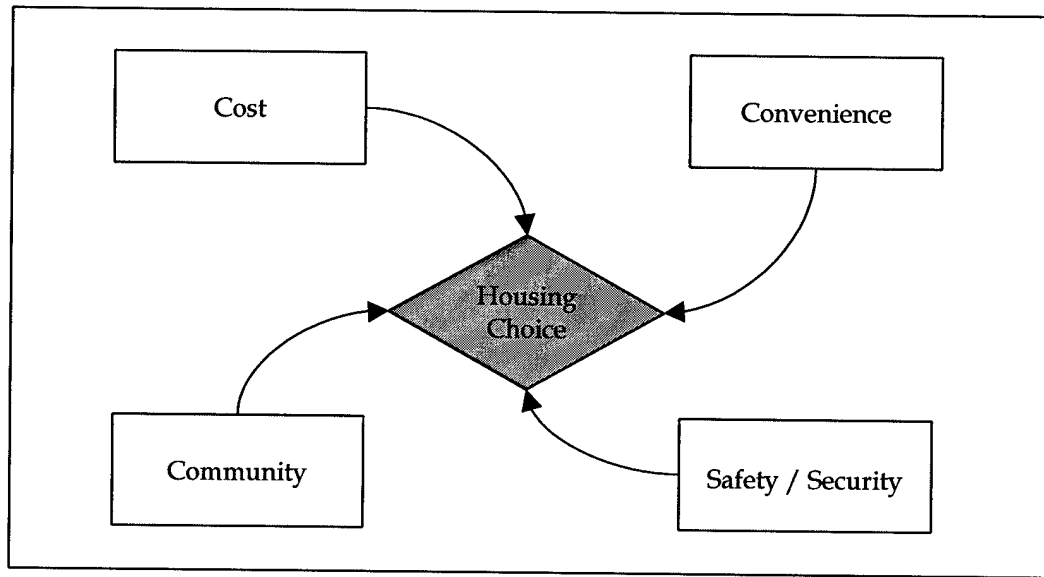 Cost
Convenience
Housing
Choice
Community
Safety / Security